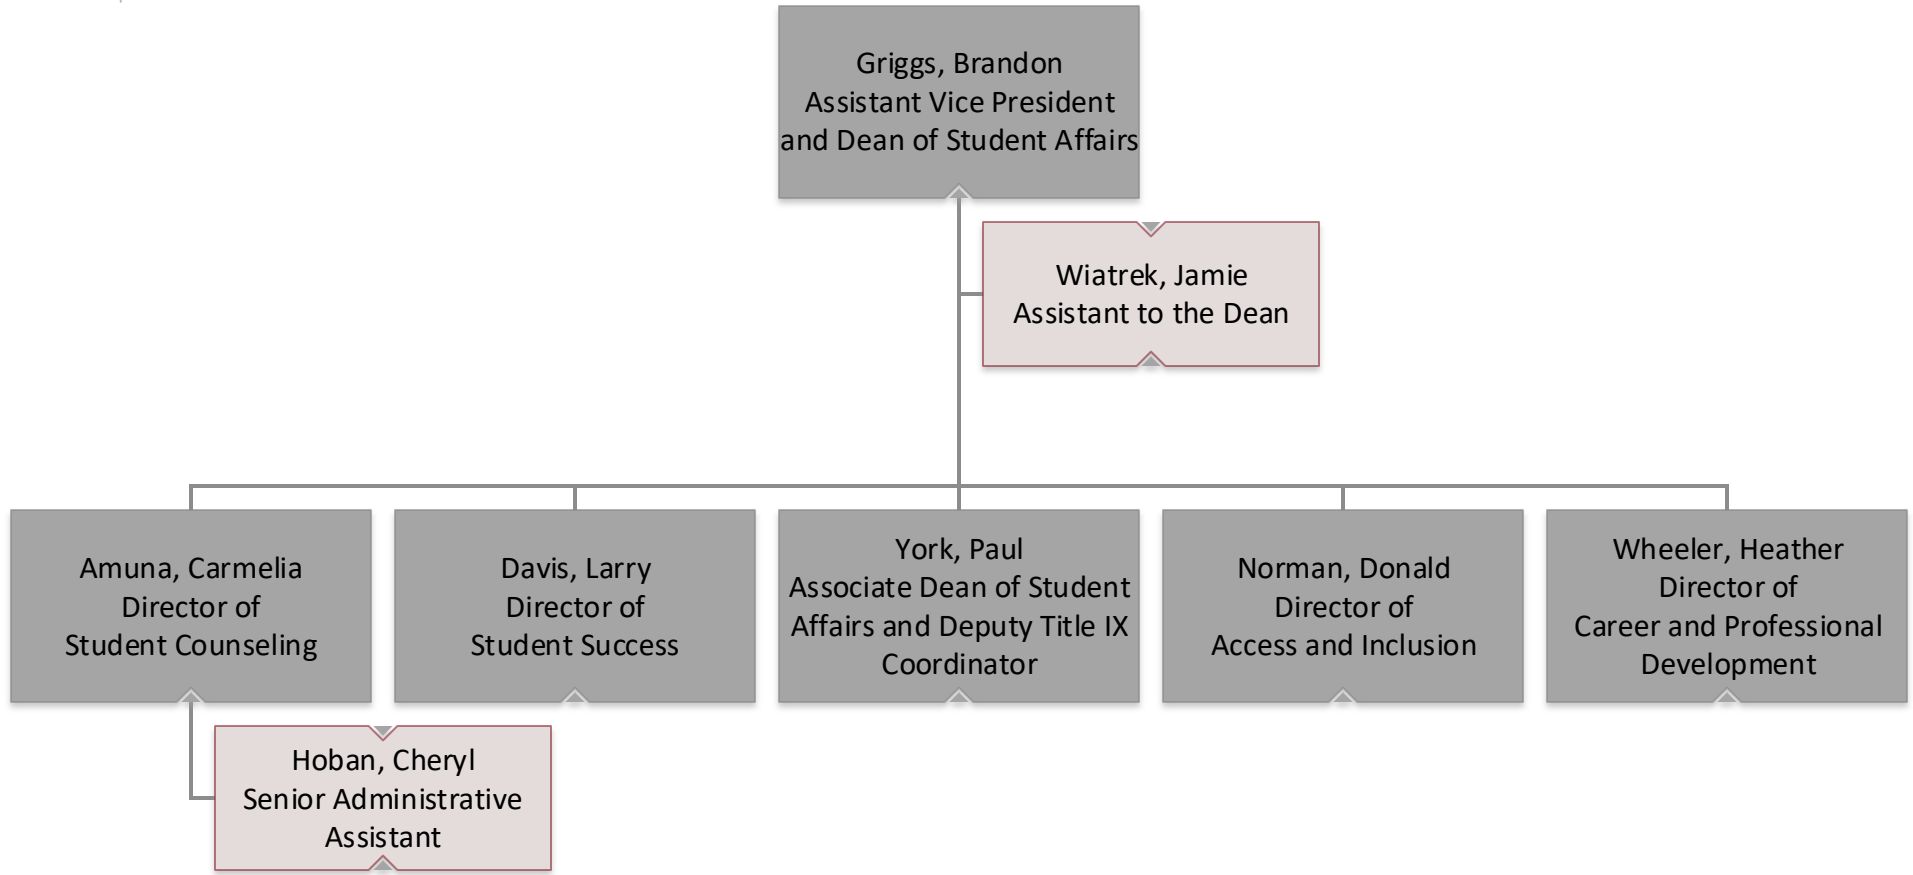 Griggs, Brandon
Assistant Vice President
and Dean of Student Affairs
Wiatrek, Jamie
Assistant to the Dean
Amuna, Carmelia
Director of
Student Counseling
Davis, Larry
Director of
Student Success
York, Paul
Associate Dean of Student
Affairs and Deputy Title IX
Coordinator
Norman, Donald
Director of
Access and Inclusion
Wheeler, Heather
Director of
Career and Professional
Development
Hoban, Cheryl
Senior Administrative
Assistant